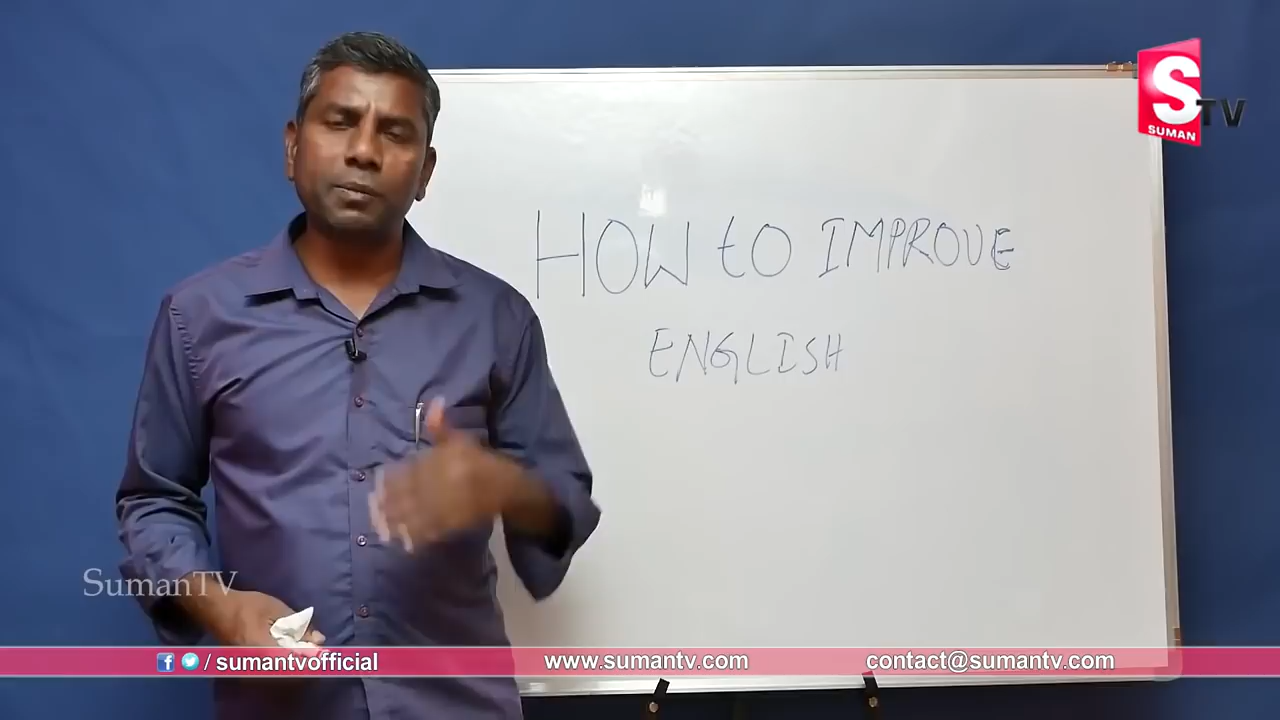 S
TV
SUMAN
HOW tO IMPROVE
ENGLISH
SumanTV
f / sumantvofficial
www.sumantv.com
contact@sumantv.com